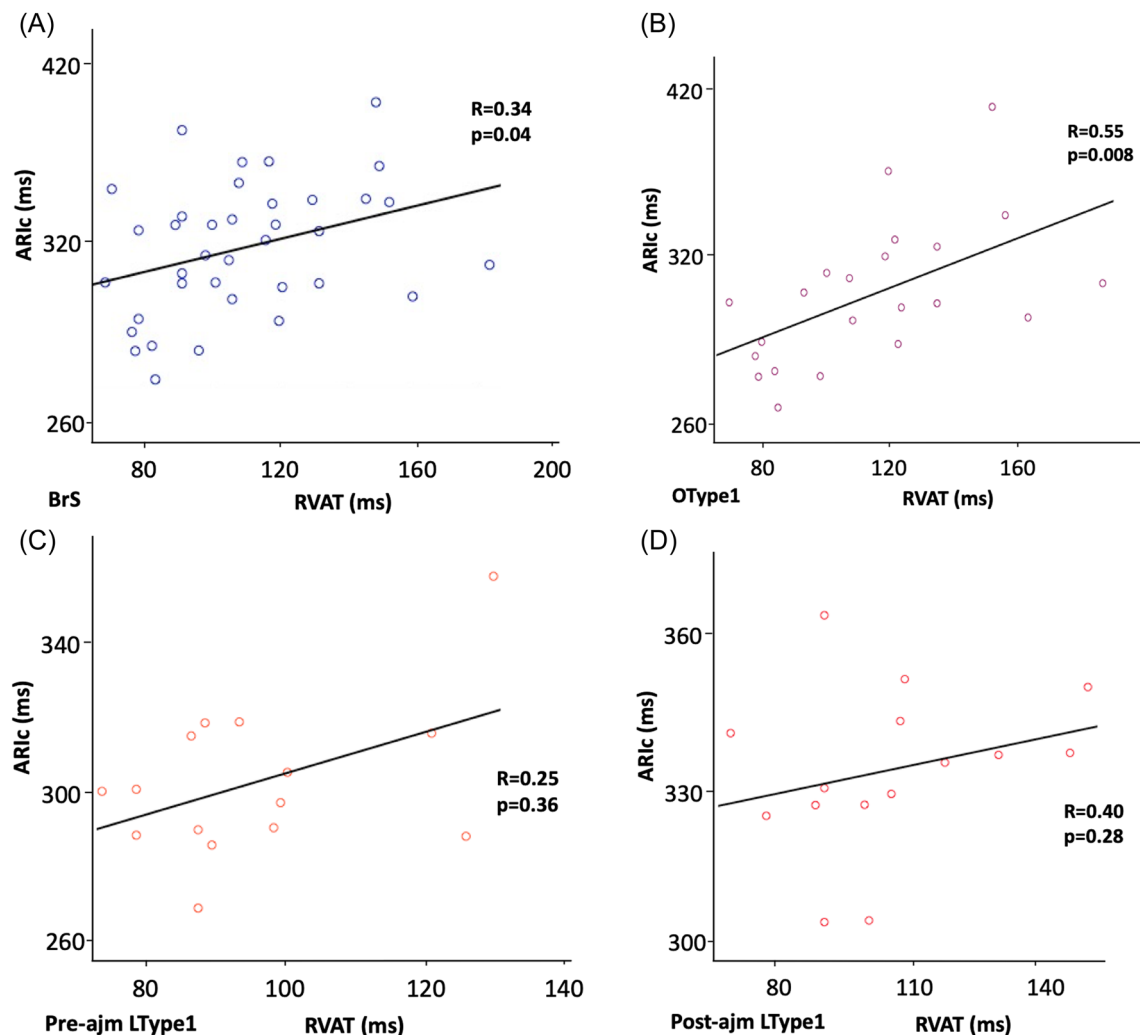 (A)
420
R=0.34
p=0.04
ARIc (ms)
320
260
80
120
160
200
BrS
RVAT (ms)
(B)
420
R=0.55
p=0.008
ARIc (ms)
320
260
80
120
160
OType1
RVAT (ms)
(C)
340
ARIc (ms)
300
R=0.25
p=0.36
260
80
100
120
140
Pre-ajm LType1
RVAT (ms)
(D)
360
ARIc (ms)
330
R=0.40
p=0.28
300
80
110
140
Post-ajm LType1
RVAT (ms)